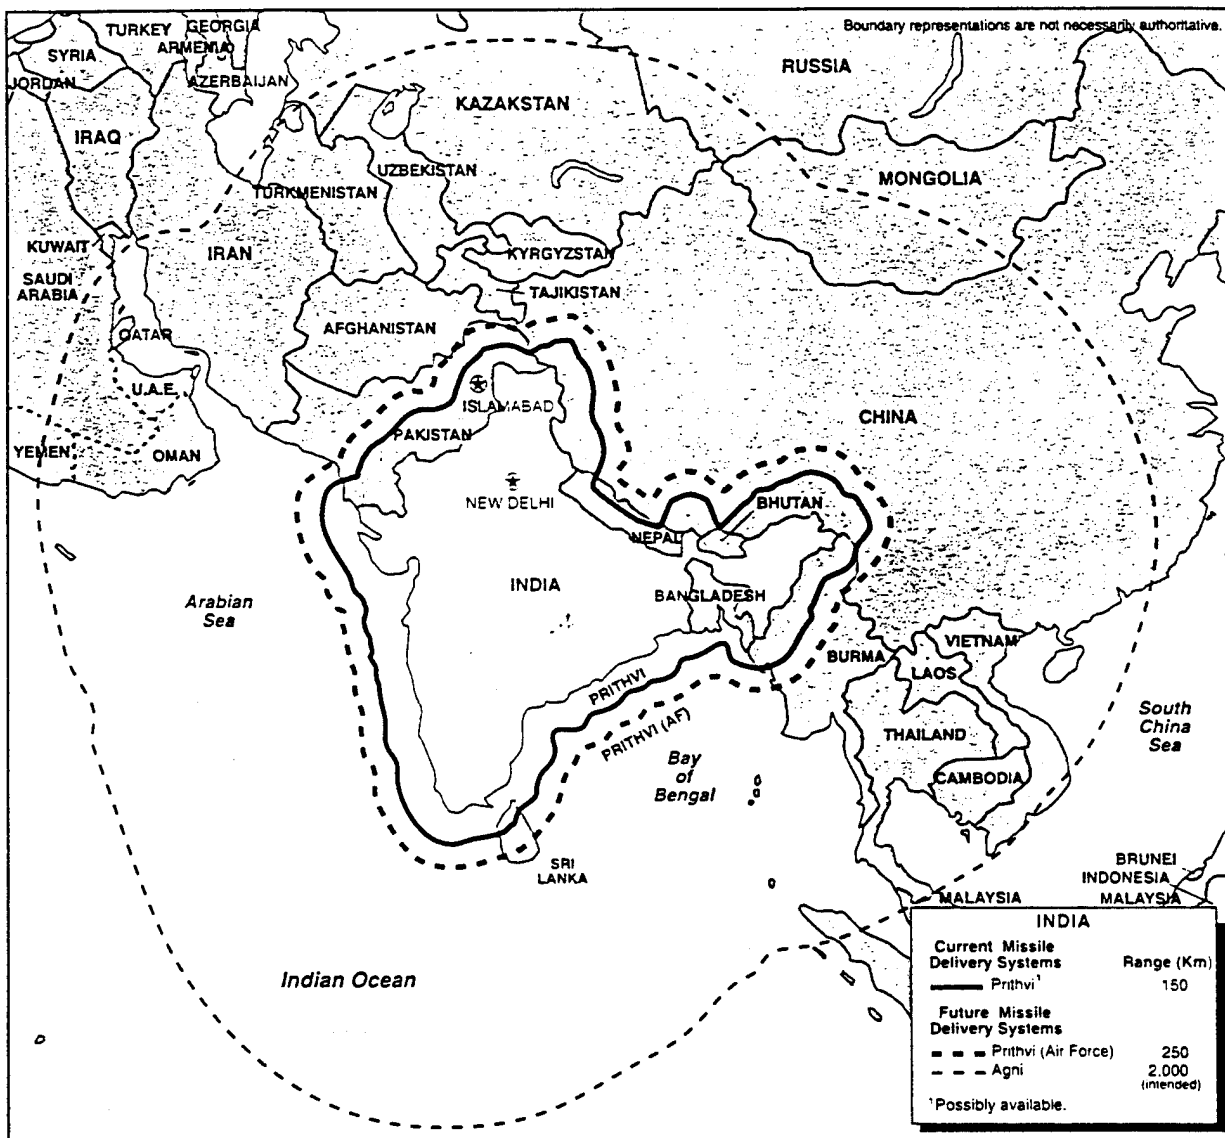 Boundary representations are not necessarily authoritative.
TURKEY
GEORGIA
ARMENIA
SYRIA
JORDAN
AZERBAIJAN
RUSSIA
KAZAKSTAN
IRAQ
UZBEKISTAN
TURKMENISTAN
MONGOLIA
KUWAIT
IRAN
KYRGYZSTAN
SAUDI
ARABIA
TAJIKISTAN
AFGHANISTAN
QATAR
U.A.E.
ISLAMABAD
CHINA
PAKISTAN
YEMEN
OMAN
NEW DELHI
BHUTAN
NEPAL
INDIA
BANGLADESH
Arabian
Sea
VIETNAM
BURMA
LAOS
PRITHVI
PRITHVI (AF)
South
China
Sea
THAILAND
Bay
of
Bengal
CAMBODIA
SRI
LANKA
BRUNEI
INDONESIA
MALAYSIA
MALAYSIA
Indian Ocean
INDIA
Current Missile
Delivery Systems Range (Km)
Prithvi¹ 150
Future Missile
Delivery Systems
Prithvi (Air Force) 250
Agni 2,000
(intended)
¹Possibly available.